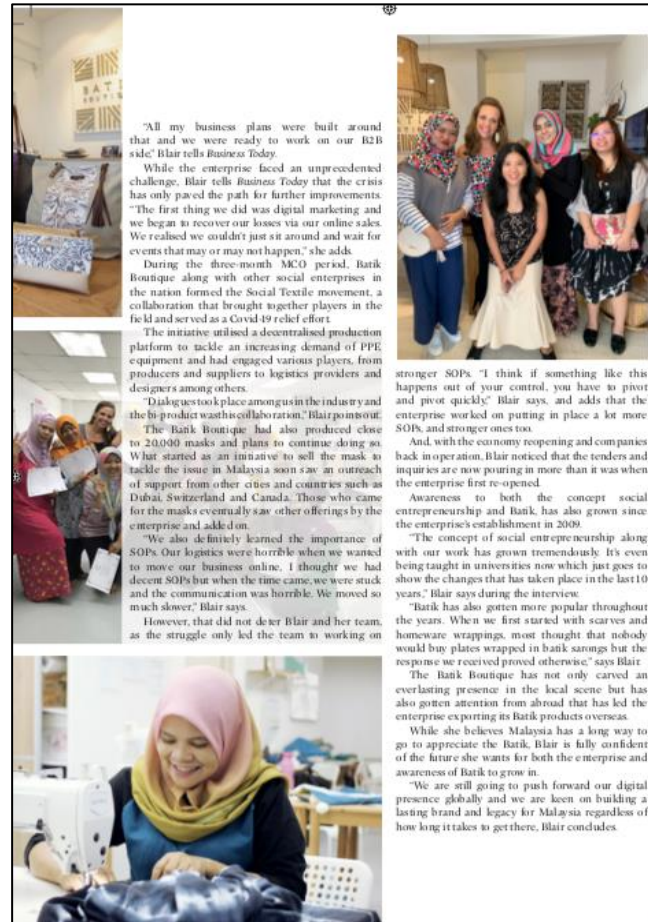 BATIK
BOUTIQUE
"All my business plans were built around
that and we were ready to work on our B2B
side," Blair tells Business Today.
While the enterprise faced an unprecedented
challenge, Blair tells Business Today that the crisis
has only paved the path for further improvements.
"The first thing we did was digital marketing and
we began to recover our losses via our online sales.
We realised we couldn't just sit around and wait for
events that may or may not happen," she adds.
During the three-month MCO period, Batik
Boutique along with other social enterprises in
the nation formed the Social Textile movement, a
collaboration that brought together players in the
field and served as a Covid-19 relief effort.
The initiative utilised a decentralised production
platform to tackle an increasing demand of PPE
equipment and had engaged various players, from
producers and suppliers to logistics providers and
designers among others.
"Dialogues took place among us in the industry and
the bi-product was this collaboration," Blair points out.
The Batik Boutique had also produced close
to 20,000 masks and plans to continue doing so.
What started as an initiative to sell the mask to
tackle the issue in Malaysia soon saw an outreach
of support from other cities and countries such as
Dubai, Switzerland and Canada. Those who came
for the masks eventually saw other offerings by the
enterprise and added on.
"We also definitely learned the importance of
SOPs. Our logistics were horrible when we wanted
to move our business online, I thought we had
decent SOPs but when the time came, we were stuck
and the communication was horrible. We moved so
much slower," Blair says.
However, that did not deter Blair and her team,
as the struggle only led the team to working on
stronger SOPs. "I think if something like this
happens out of your control, you have to pivot
and pivot quickly," Blair says, and adds that the
enterprise worked on putting in place a lot more
SOPs, and stronger ones too.
And, with the economy reopening and companies
back in operation, Blair noticed that the tenders and
inquiries are now pouring in more than it was when
the enterprise first re-opened.
Awareness to both the concept social
entrepreneurship and Batik, has also grown since
the enterprise's establishment in 2009.
"The concept of social entrepreneurship along
with our work has grown tremendously. It's even
being taught in universities now which just goes to
show the changes that has taken place in the last 10
years," Blair says during the interview.
"Batik has also gotten more popular throughout
the years. When we first started with scarves and
homeware wrappings, most thought that nobody
would buy plates wrapped in batik sarongs but the
response we received proved otherwise," says Blair.
The Batik Boutique has not only carved an
everlasting presence in the local scene but has
also gotten attention from abroad that has led the
enterprise exporting its Batik products overseas.
While she believes Malaysia has a long way to
go to appreciate the Batik, Blair is fully confident
of the future she wants for both the enterprise and
awareness of Batik to grow in.
"We are still going to push forward our digital
presence globally and we are keen on building a
lasting brand and legacy for Malaysia regardless of
how long it takes to get there, Blair concludes.